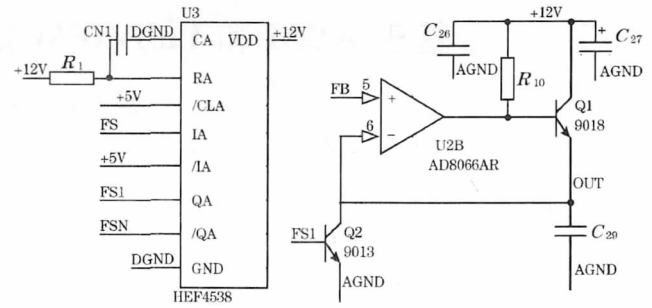 U3
CN1 DGND CA VDD +12V
+12V R1 RA
+5V /CLA
FS IA
+5V /IA
FS1 QA
FSN /QA
DGND GND
HEF4538
+12V
C26 C27
+
AGND AGND
R10
FB 5 +
6 −
Q1
9018
U2B
AD8066AR
OUT
FS1 Q2
9013
C29
AGND AGND